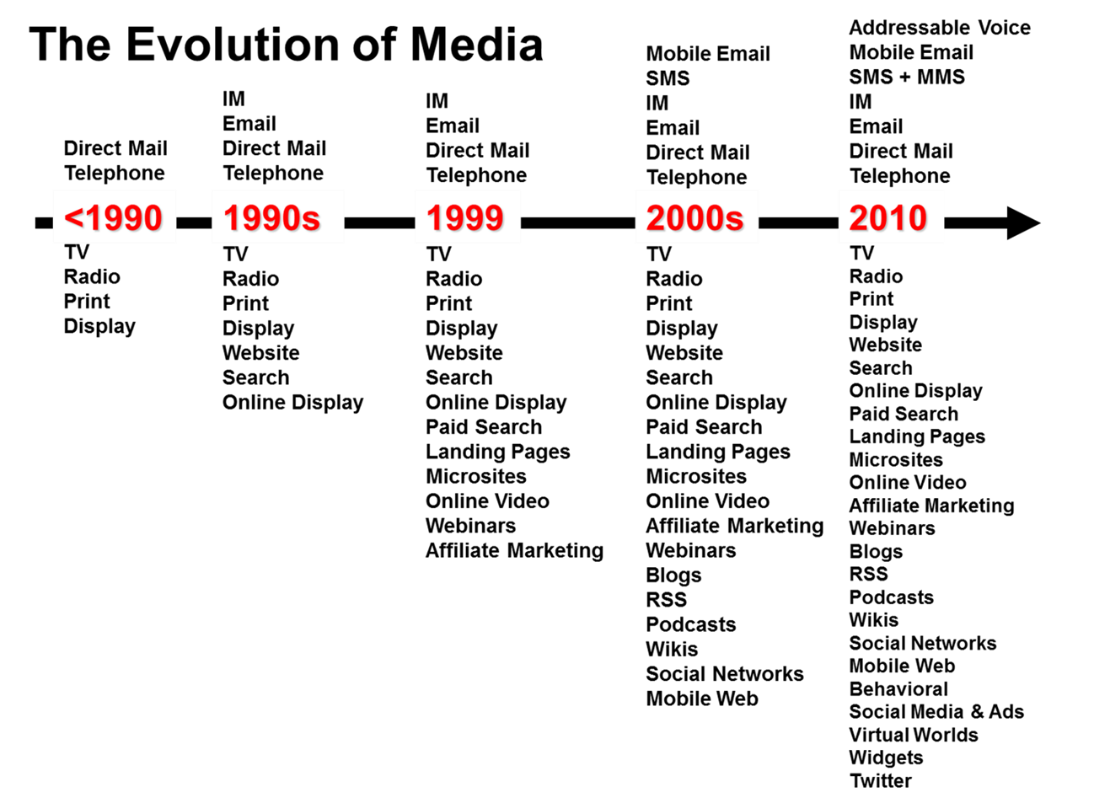 The Evolution of Media
Direct Mail
Telephone
<1990
TV
Radio
Print
Display
IM
Email
Direct Mail
Telephone
1990s
TV
Radio
Print
Display
Website
Search
Online Display
IM
Email
Direct Mail
Telephone
1999
TV
Radio
Print
Display
Website
Search
Online Display
Paid Search
Landing Pages
Microsites
Online Video
Webinars
Affiliate Marketing
Mobile Email
SMS
IM
Email
Direct Mail
Telephone
2000s
TV
Radio
Print
Display
Website
Search
Online Display
Paid Search
Landing Pages
Microsites
Online Video
Affiliate Marketing
Webinars
Blogs
RSS
Podcasts
Wikis
Social Networks
Mobile Web
Addressable Voice
Mobile Email
SMS + MMS
IM
Email
Direct Mail
Telephone
2010
TV
Radio
Print
Display
Website
Search
Online Display
Paid Search
Landing Pages
Microsites
Online Video
Affiliate Marketing
Webinars
Blogs
RSS
Podcasts
Wikis
Social Networks
Mobile Web
Behavioral
Social Media & Ads
Virtual Worlds
Widgets
Twitter